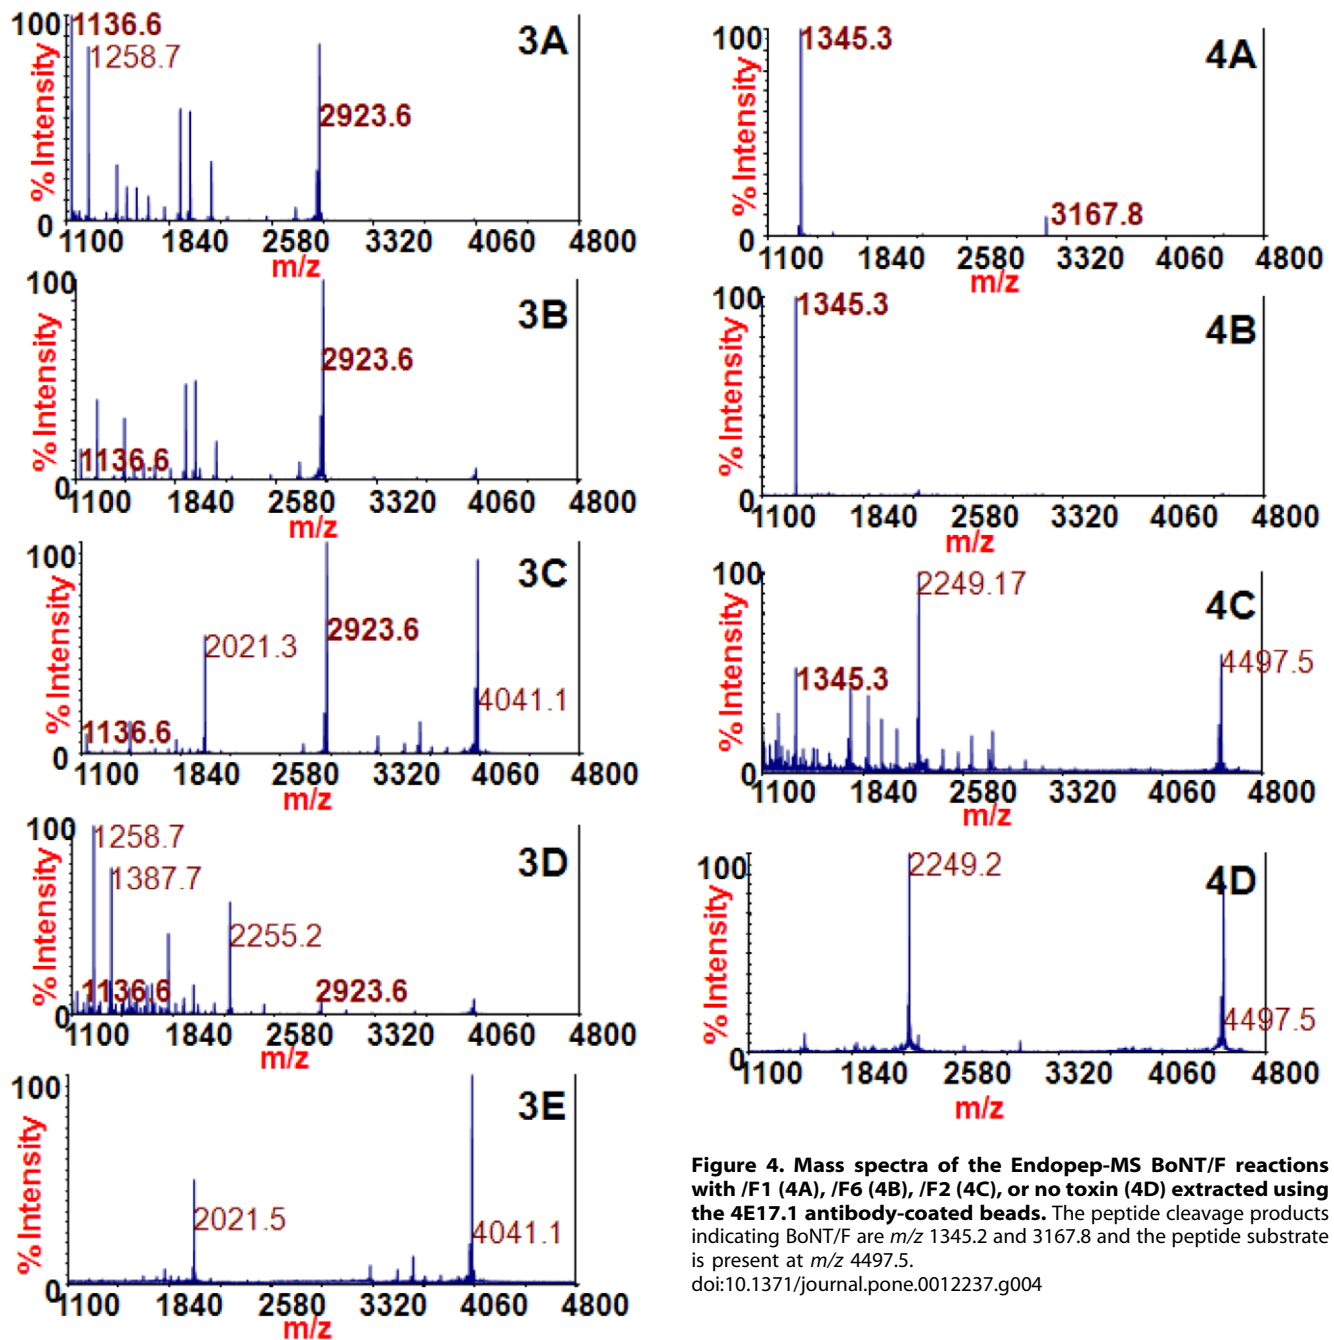 100
1136.6
1258.7
3A
2923.6
% Intensity
0
1100 1840 2580 3320 4060 4800
m/z
100
3B
2923.6
1136.6
% Intensity
0
1100 1840 2580 3320 4060 4800
m/z
100
3C
2021.3
2923.6
4041.1
1136.6
% Intensity
0
1100 1840 2580 3320 4060 4800
m/z
100
1258.7
3D
1387.7
2255.2
1136.6
2923.6
% Intensity
0
1100 1840 2580 3320 4060 4800
m/z
100
3E
2021.5
4041.1
% Intensity
0
1100 1840 2580 3320 4060 4800
m/z
100
1345.3
4A
3167.8
% Intensity
0
1100 1840 2580 3320 4060 4800
m/z
100
1345.3
4B
% Intensity
0
1100 1840 2580 3320 4060 4800
m/z
100
2249.17
4C
1345.3
4497.5
% Intensity
0
1100 1840 2580 3320 4060 4800
m/z
100
2249.2
4D
4497.5
% Intensity
0
1100 1840 2580 3320 4060 4800
m/z
Figure 4. Mass spectra of the Endopep-MS BoNT/F reactions
with /F1 (4A), /F6 (4B), /F2 (4C), or no toxin (4D) extracted using
the 4E17.1 antibody-coated beads. The peptide cleavage products
indicating BoNT/F are m/z 1345.2 and 3167.8 and the peptide substrate
is present at m/z 4497.5.
doi:10.1371/journal.pone.0012237.g004